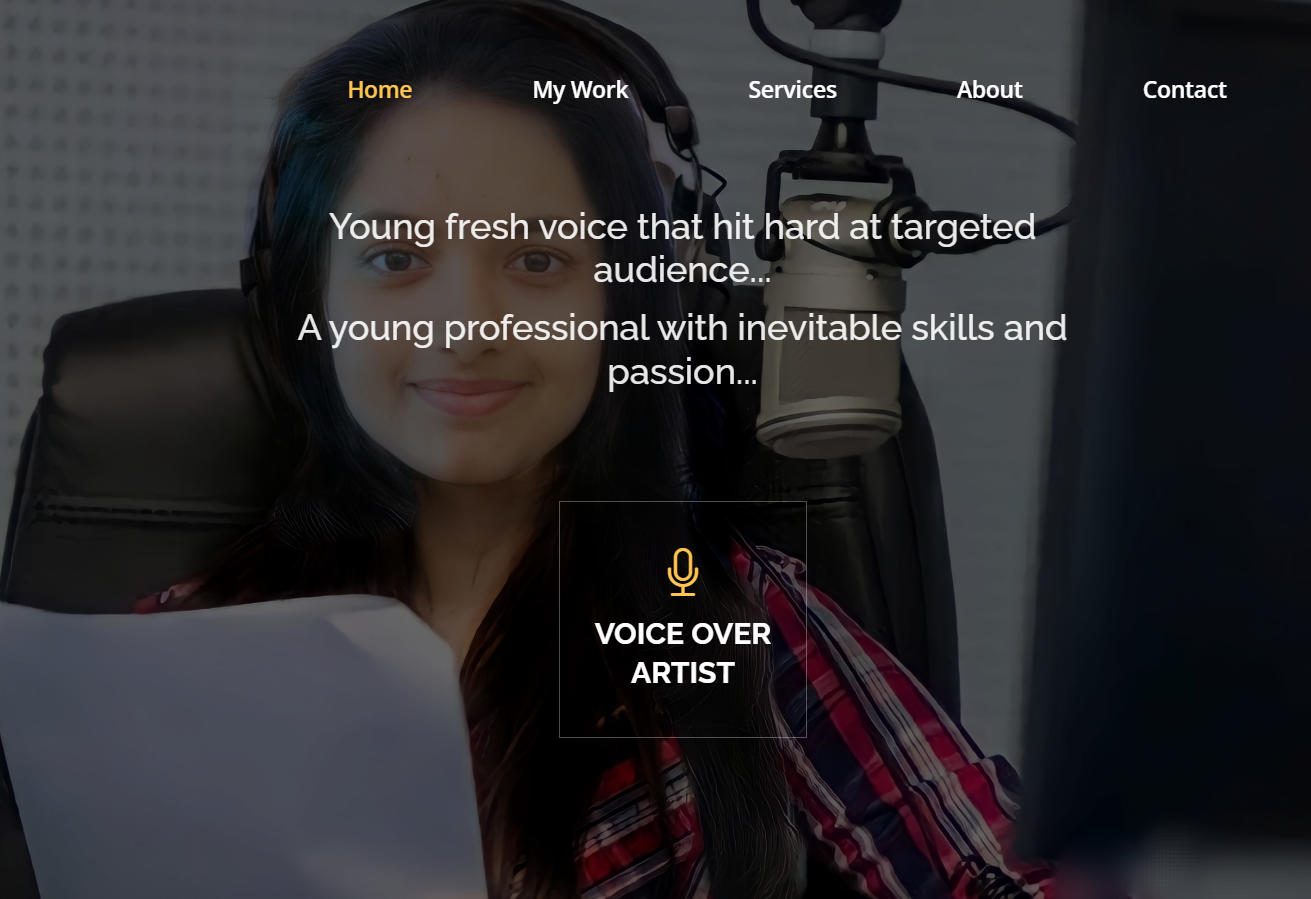 Home My Work Services About Contact
Young fresh voice that hit hard at targeted
audience...
A young professional with inevitable skills and
passion...
VOICE OVER
ARTIST